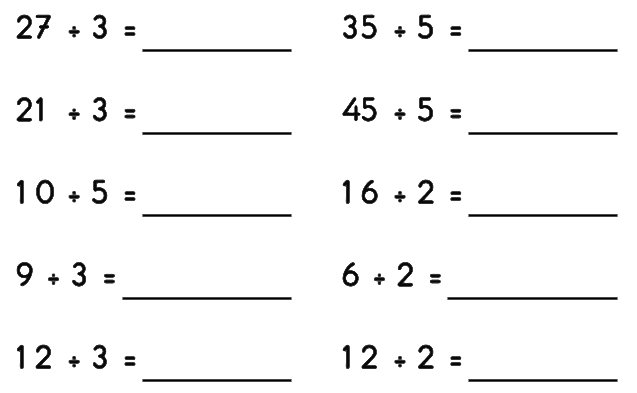 27 ÷ 3 = ________ 35 ÷ 5 = ________
21 ÷ 3 = ________ 45 ÷ 5 = ________
10 ÷ 5 = ________ 16 ÷ 2 = ________
9 ÷ 3 = ________ 6 ÷ 2 = ________
12 ÷ 3 = ________ 12 ÷ 2 = ________